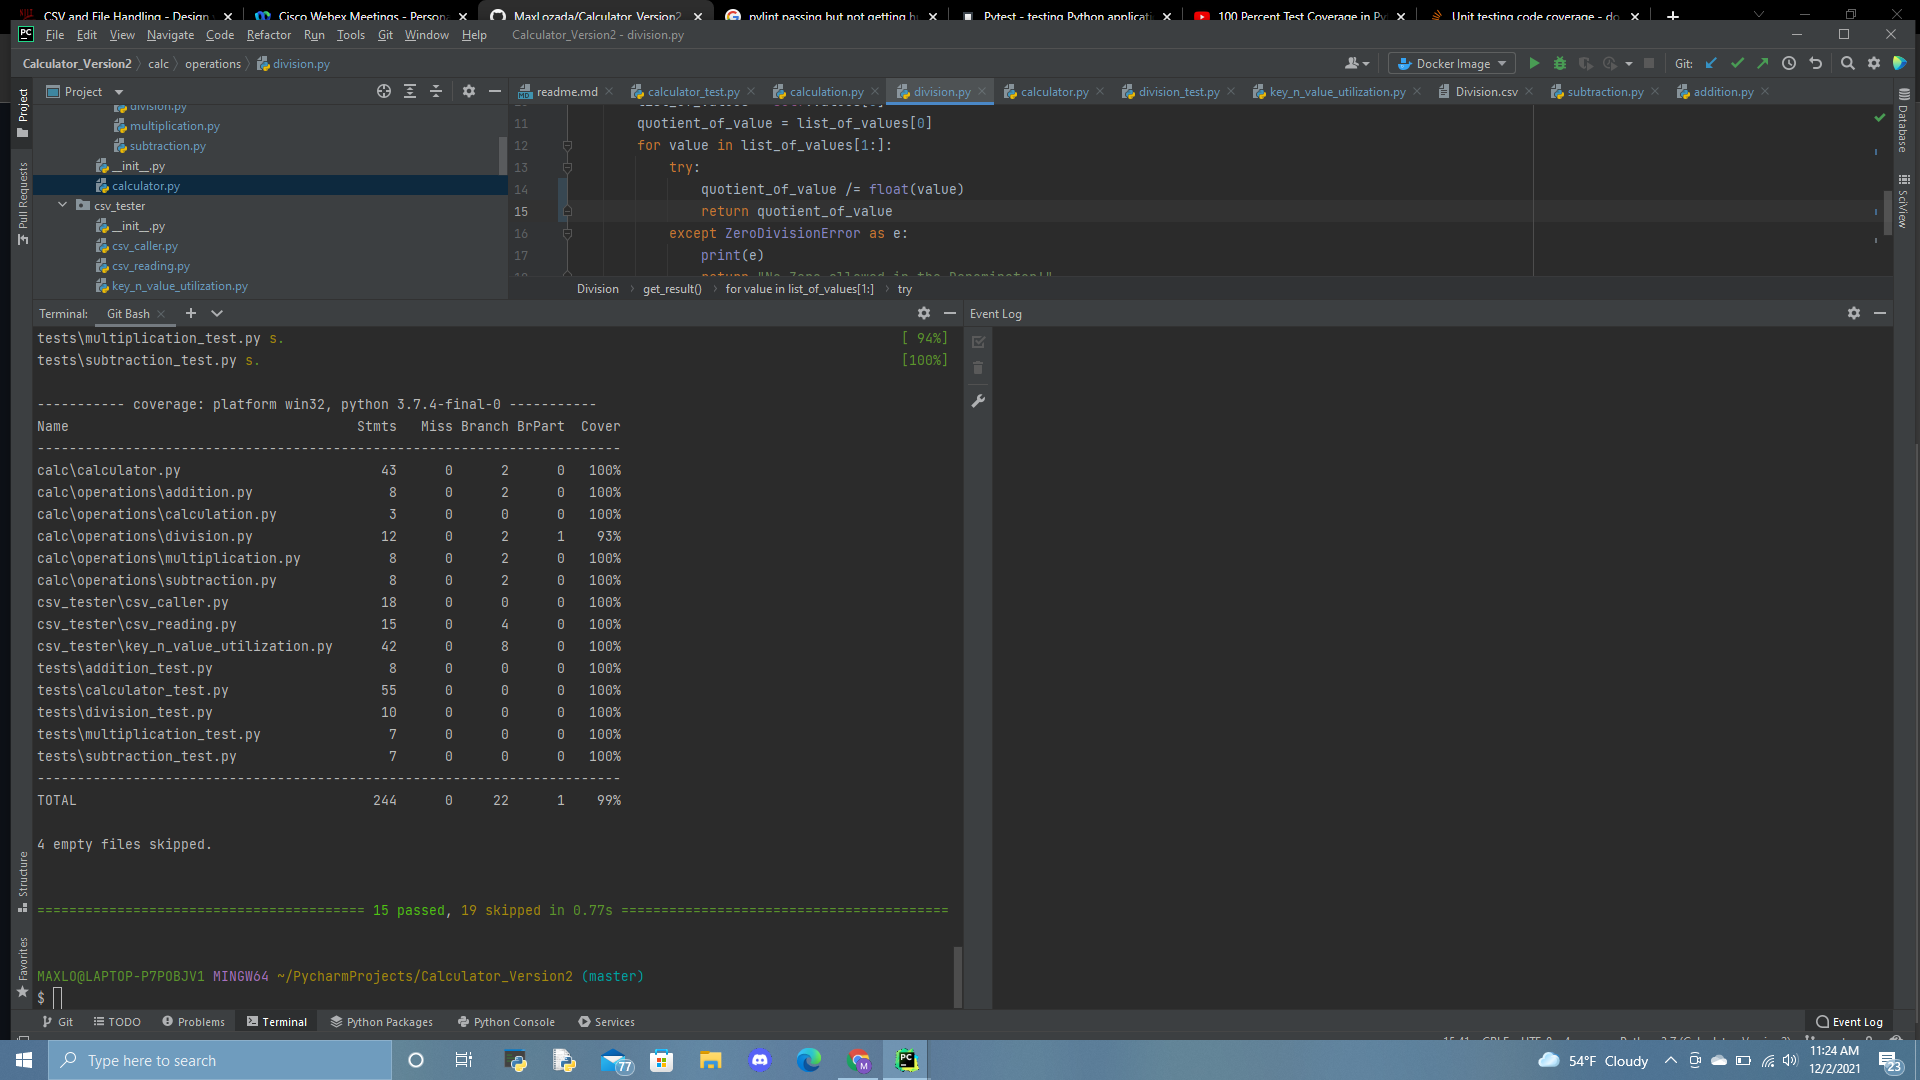 CSV and File Handling - Design
Cisco Webex Meetings - Persona
MaxLozada/Calculator_Version2
pylint passing but not getting h
Pytest - testing Python applicati
100 Percent Test Coverage in Py
Unit testing code coverage - do
File Edit View Navigate Code Refactor Run Tools Git Window Help Calculator_Version2 - division.py
Calculator_Version2 calc operations division.py Docker Image Git:
Project
readme.md calculator_test.py calculation.py division.py calculator.py division_test.py key_n_value_utilization.py Division.csv subtraction.py addition.py
division.py
multiplication.py
subtraction.py
__init__.py
calculator.py
csv_tester
__init__.py
csv_caller.py
csv_reading.py
key_n_value_utilization.py
11 quotient_of_value = list_of_values[0]
12 for value in list_of_values[1:]:
13 try:
14 quotient_of_value /= float(value)
15 return quotient_of_value
16 except ZeroDivisionError as e:
17 print(e)
18 return "No Zero allowed in the Denominator!"
Division get_result() for value in list_of_values[1:] try
Project
Pull Requests
Structure
Favorites
Database
SciView
Terminal: Git Bash
Event Log
tests\multiplication_test.py s. [ 94%]
tests\subtraction_test.py s. [100%]
----------- coverage: platform win32, python 3.7.4-final-0 -----------
Name Stmts Miss Branch BrPart Cover
-------------------------------------------------------------------------
calc\calculator.py 43 0 2 0 100%
calc\operations\addition.py 8 0 2 0 100%
calc\operations\calculation.py 3 0 0 0 100%
calc\operations\division.py 12 0 2 1 93%
calc\operations\multiplication.py 8 0 2 0 100%
calc\operations\subtraction.py 8 0 2 0 100%
csv_tester\csv_caller.py 18 0 0 0 100%
csv_tester\csv_reading.py 15 0 4 0 100%
csv_tester\key_n_value_utilization.py 42 0 8 0 100%
tests\addition_test.py 8 0 0 0 100%
tests\calculator_test.py 55 0 0 0 100%
tests\division_test.py 10 0 0 0 100%
tests\multiplication_test.py 7 0 0 0 100%
tests\subtraction_test.py 7 0 0 0 100%
-------------------------------------------------------------------------
TOTAL 244 0 22 1 99%
4 empty files skipped.
========================================= 15 passed, 19 skipped in 0.77s =========================================
MAXLO@LAPTOP-P7POBJV1 MINGW64 ~/PycharmProjects/Calculator_Version2 (master)
$
Git TODO Problems Terminal Python Packages Python Console Services Event Log
Type here to search
77
M
54°F Cloudy
11:24 AM
12/2/2021
23